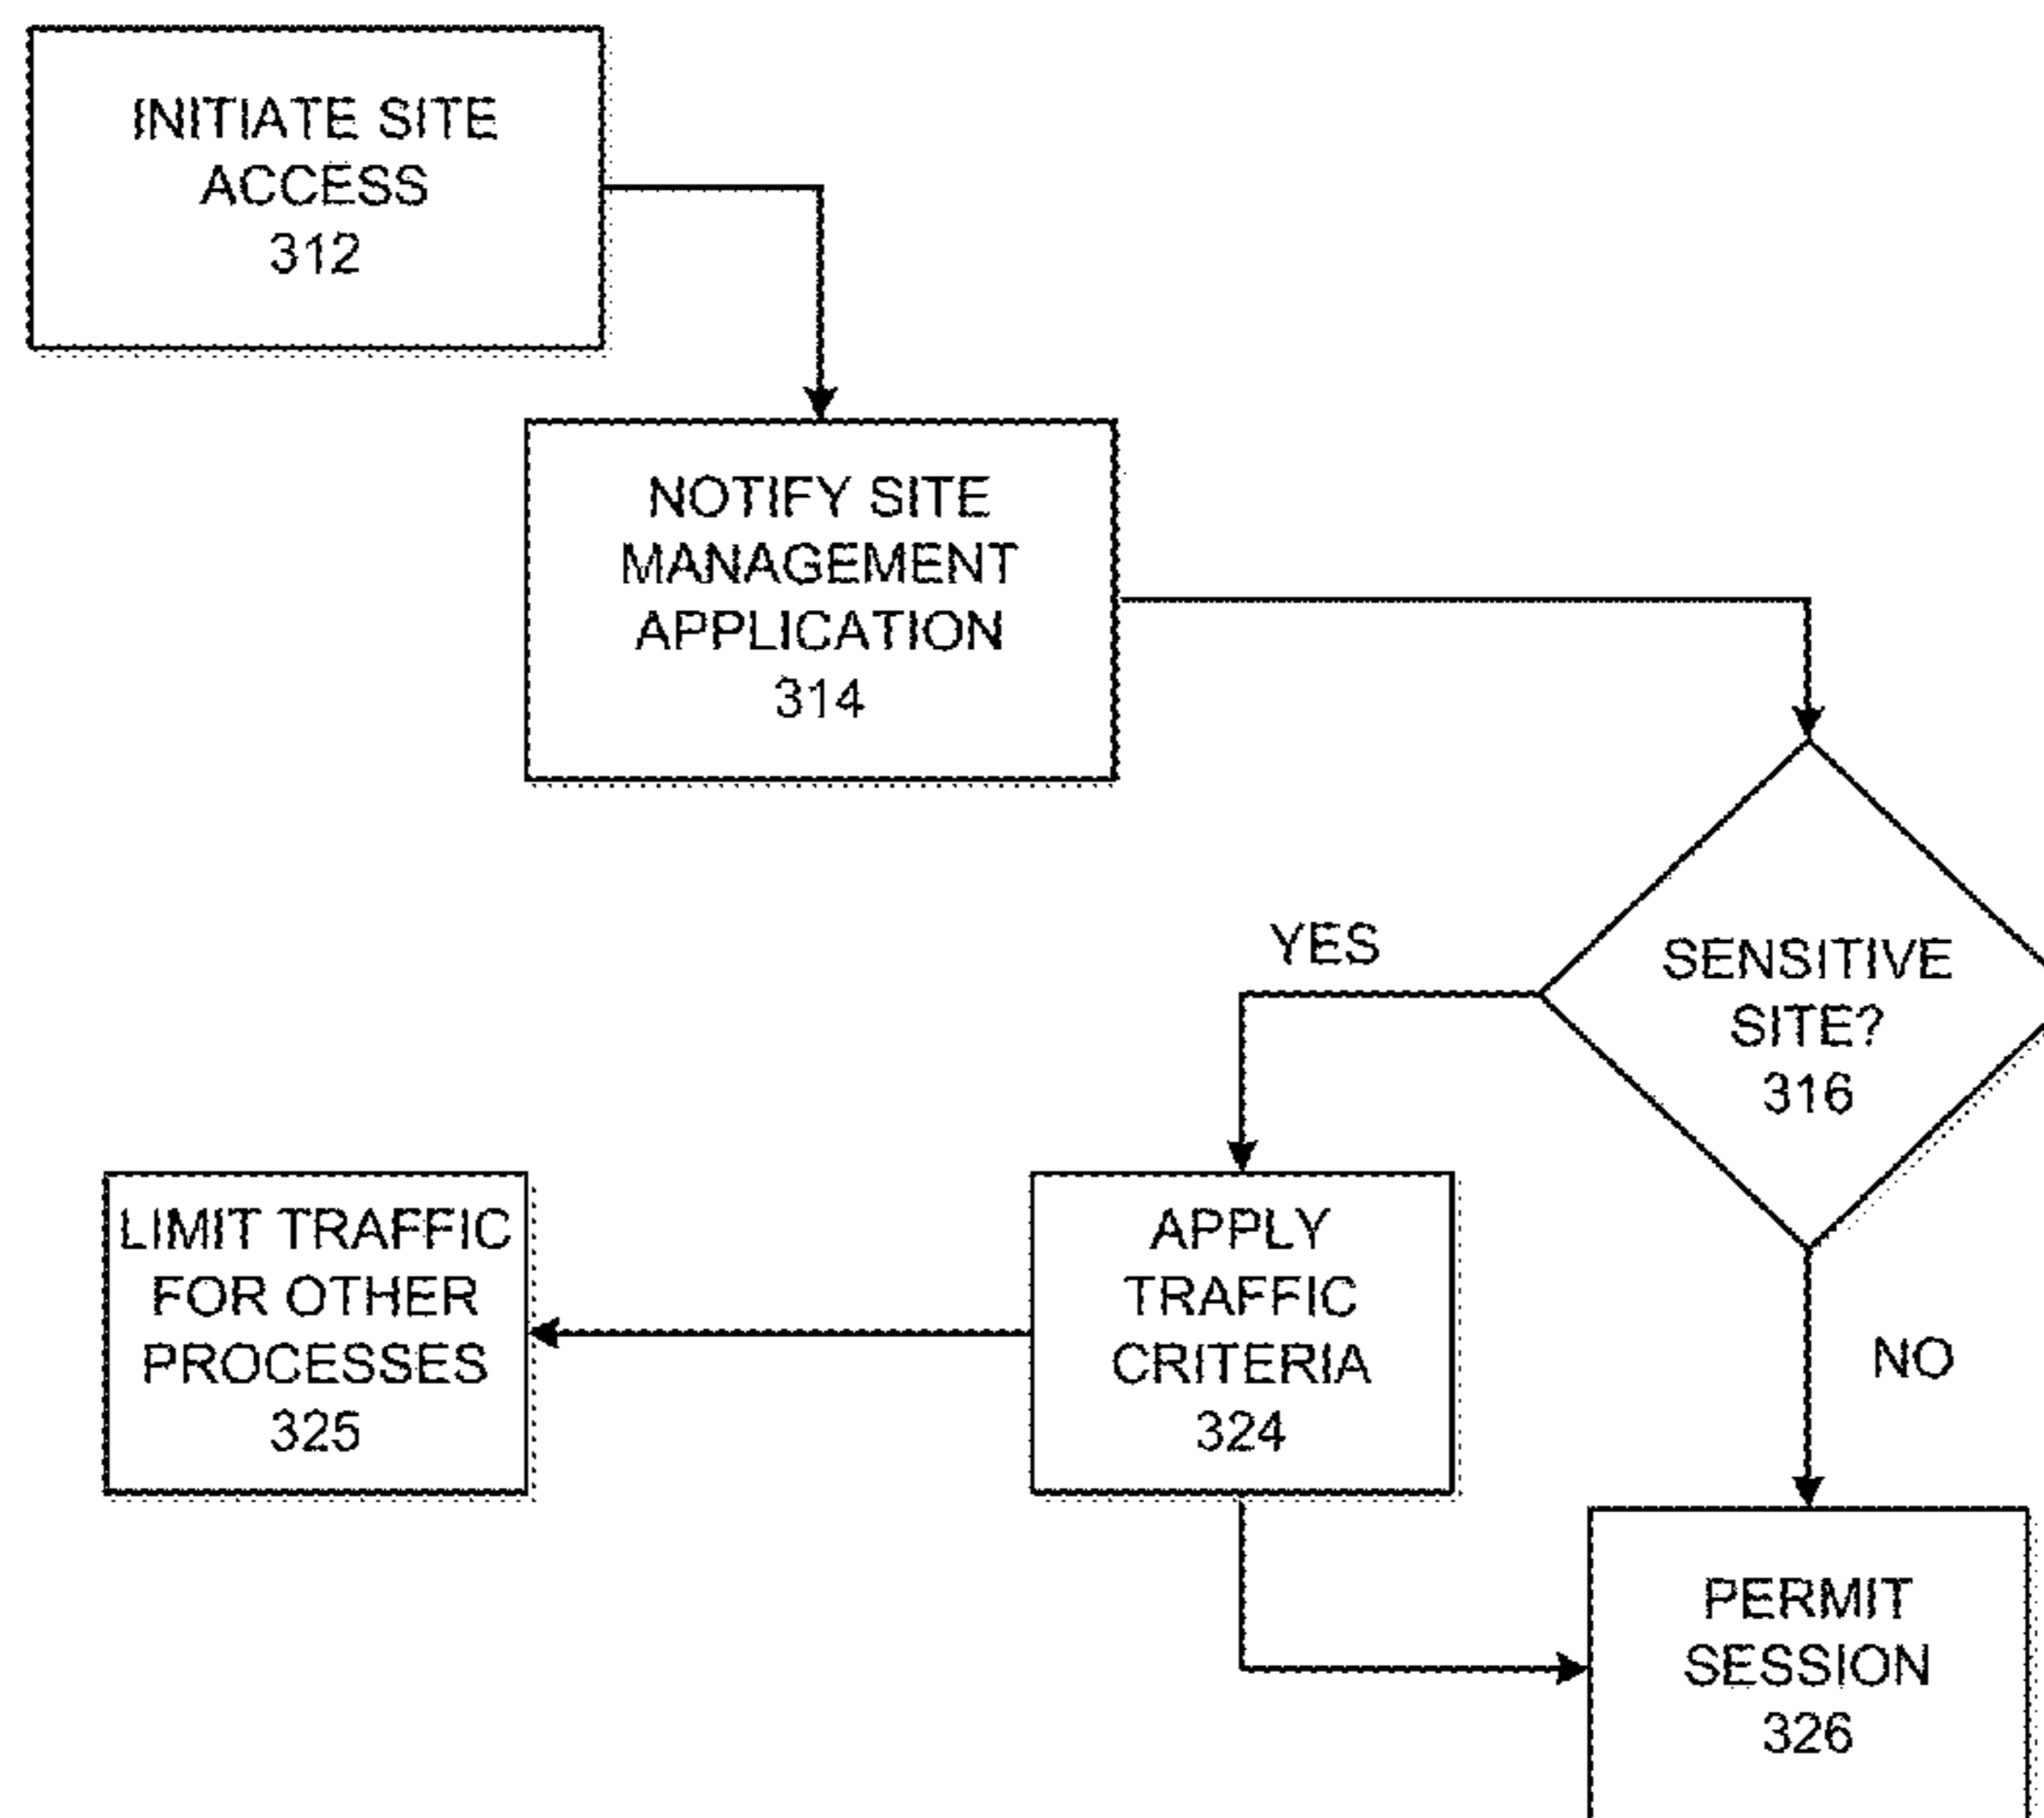 INITIATE SITE
ACCESS
312
NOTIFY SITE
MANAGEMENT
APPLICATION
314
YES
SENSITIVE
SITE?
316
LIMIT TRAFFIC
FOR OTHER
PROCESSES
325
APPLY
TRAFFIC
CRITERIA
324
NO
PERMIT
SESSION
326